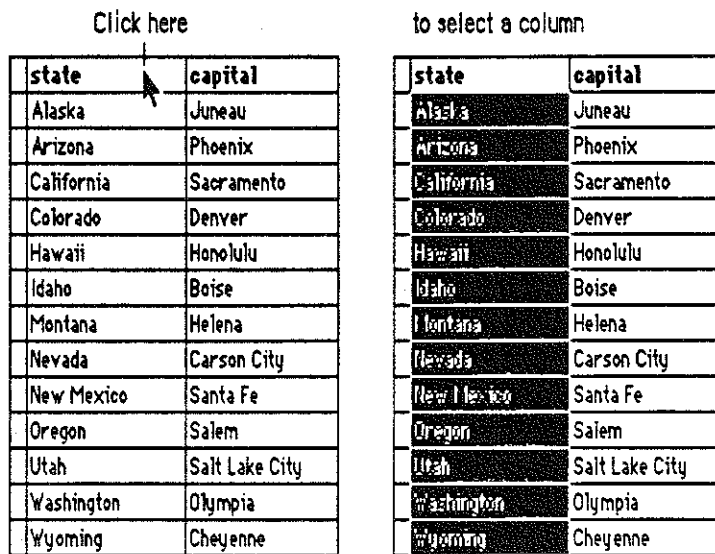 Click here to select a column
state capital state capital
Alaska Juneau Alaska Juneau
Arizona Phoenix Arizona Phoenix
California Sacramento California Sacramento
Colorado Denver Colorado Denver
Hawaii Honolulu Hawaii Honolulu
Idaho Boise Idaho Boise
Montana Helena Montana Helena
Nevada Carson City Nevada Carson City
New Mexico Santa Fe New Mexico Santa Fe
Oregon Salem Oregon Salem
Utah Salt Lake City Utah Salt Lake City
Washington Olympia Washington Olympia
Wyoming Cheyenne Wyoming Cheyenne